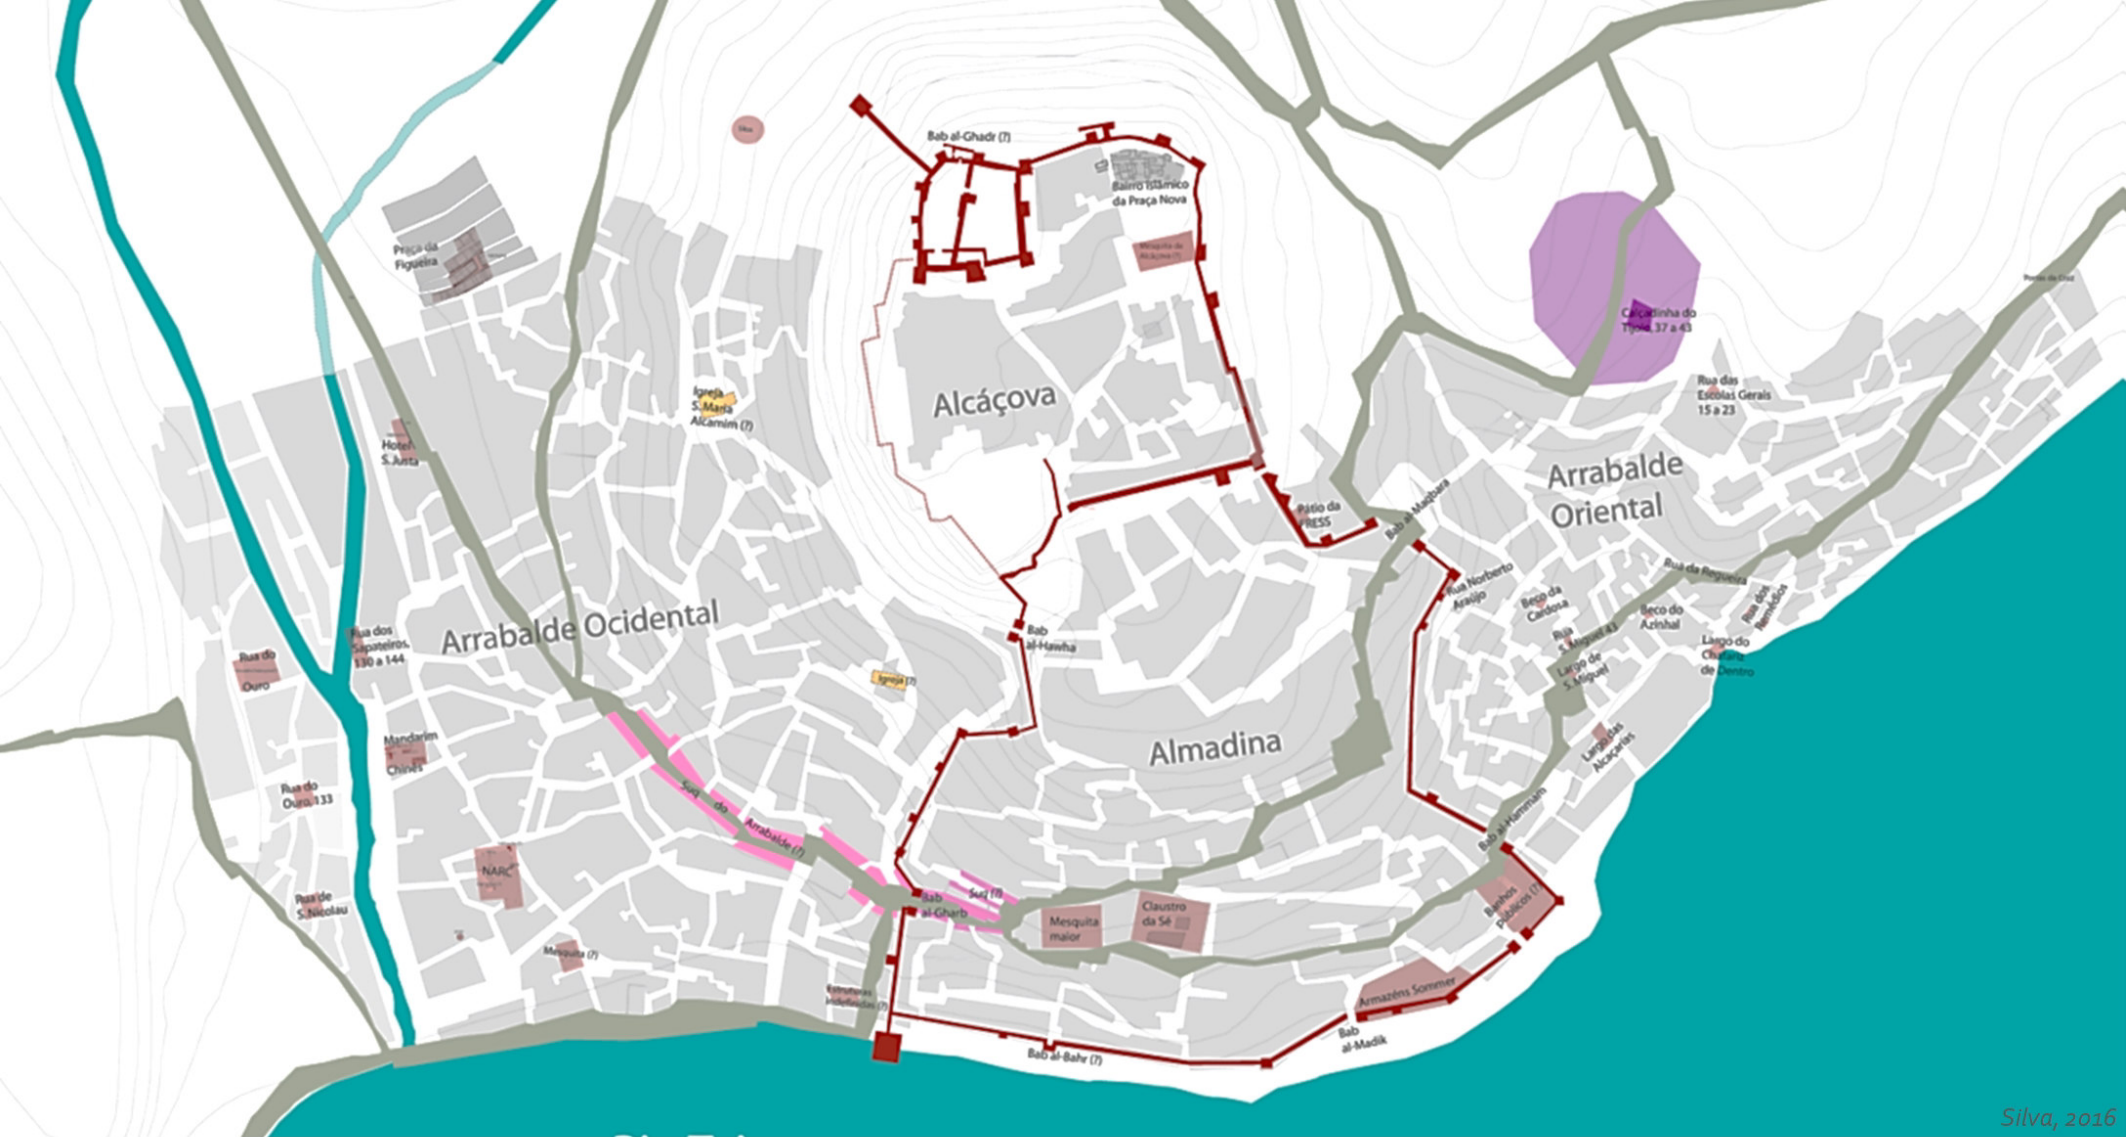 Bab al-Ghadr (?)
Silos
Bairro Islâmico
da Praça Nova
Praça da
Figueira
Mesquita da
Alcáçova (?)
Calçadinha do
Tijolo, 37 a 43
Rua das
Escolas Gerais
15 a 23
Igreja
S. Maria
Alcamim (?)
Alcáçova
Hotel
S. Justa
Arrabalde
Oriental
Pátio da
FRESS
Bab al-Maqbara
Rua Norberto
Araújo
Rua da Regueira
Beco da
Cardosa
Beco do
Azinhal
Rua dos
Remédios
Rua
S. Miguel 43
Largo de
S. Miguel
Largo do
Chafariz
de Dentro
Arrabalde Ocidental
Bab
al-Hawha
Rua dos
Sapateiros,
130 a 144
Rua do
Ouro
Igreja (?)
Mandarim
Chinês
Almadina
Largo das
Alcaçarias
Rua do
Ouro, 133
Suq do Arrabalde (?)
Bab al-Hammam
NARC
Suq (?)
Bab
al-Gharb
Mesquita
maior
Claustro
da Sé
Banhos
públicos (?)
Rua de
S. Nicolau
Mesquita (?)
Estruturas
indefinidas (?)
Armazéns Sommer
Bab
al-Madik
Bab al-Bahr (?)
Silva, 2016